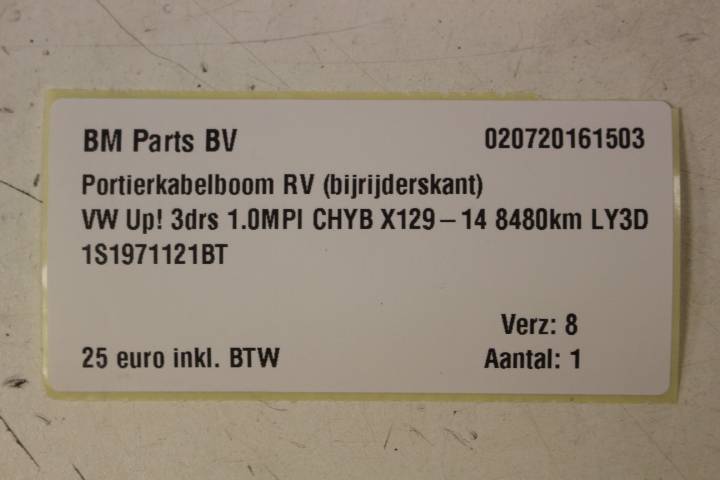 BM Parts BV 020720161503
Portierkabelboom RV (bijrijderskant)
VW Up! 3drs 1.0MPI CHYB X129 – 14 8480km LY3D
1S1971121BT
Verz: 8
25 euro inkl. BTW Aantal: 1